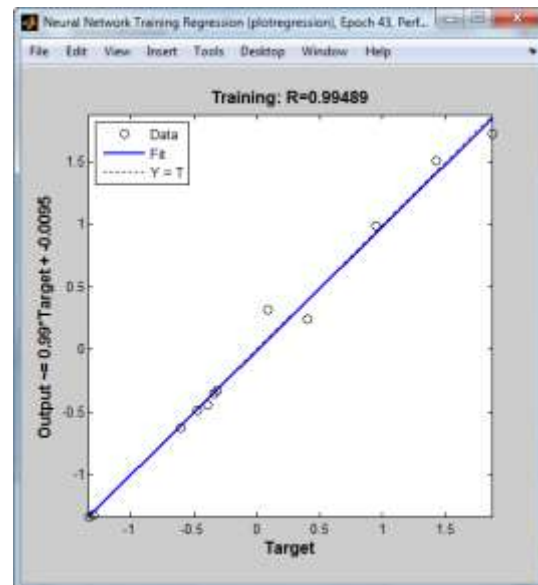 Neural Network Training Regression (plotregression), Epoch 43, Perf...
File Edit View Insert Tools Desktop Window Help
Training: R=0.99489
Data
Fit
Y = T
Output ~= 0.99*Target + -0.0095
1.5
1
0.5
0
-0.5
-1
-1 -0.5 0 0.5 1 1.5
Target